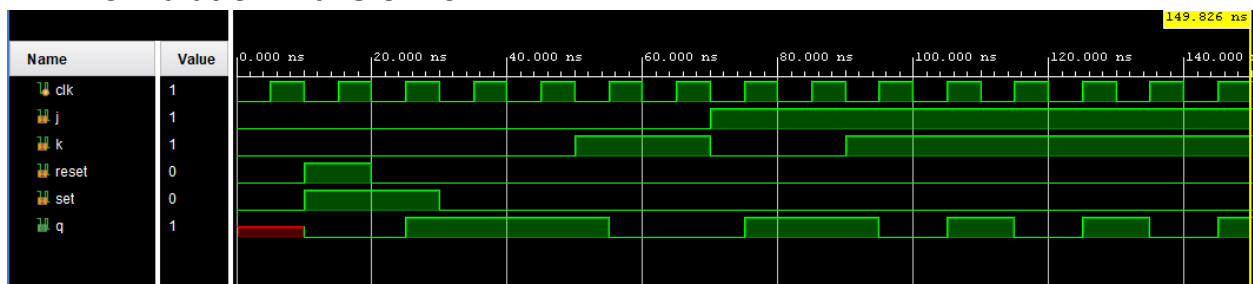 149.826 ns
Name Value 0.000 ns 20.000 ns 40.000 ns 60.000 ns 80.000 ns 100.000 ns 120.000 ns 140.000
clk 1
j 1
k 1
reset 0
set 0
q 1